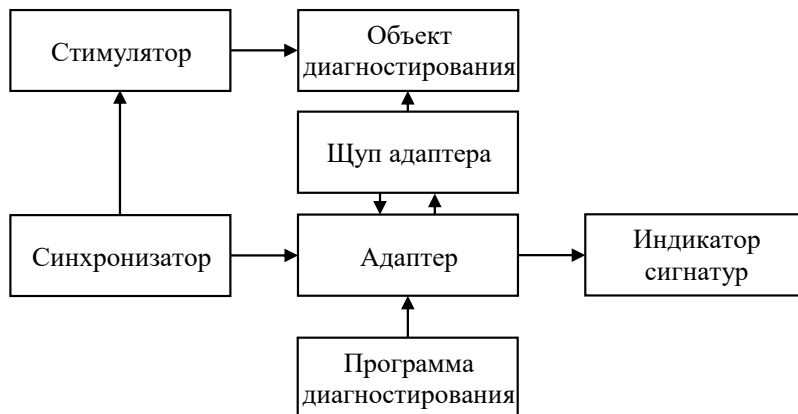 Стимулятор
Объект
диагностирования
Щуп адаптера
Синхронизатор
Адаптер
Индикатор
сигнатур
Программа
диагностирования